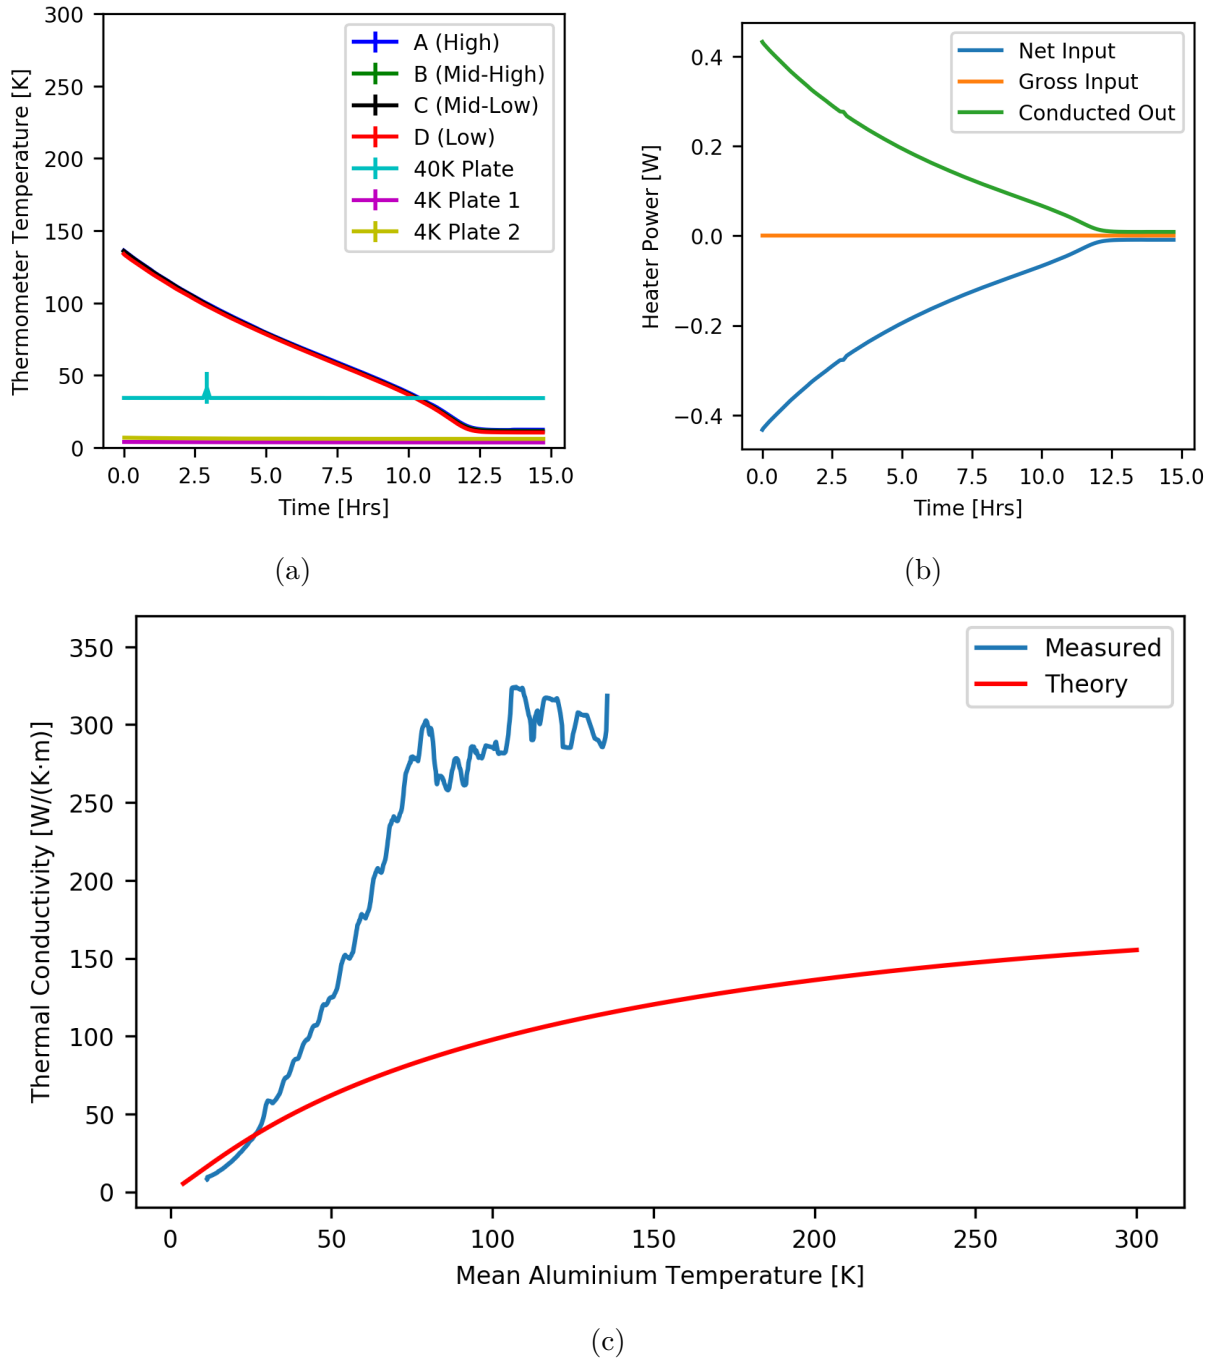 Thermometer Temperature [K]
300
250
200
150
100
50
0
A (High)
B (Mid-High)
C (Mid-Low)
D (Low)
40K Plate
4K Plate 1
4K Plate 2
0.0 2.5 5.0 7.5 10.0 12.5 15.0
Time [Hrs]
(a)
Heater Power [W]
0.4
0.2
0.0
−0.2
−0.4
Net Input
Gross Input
Conducted Out
0.0 2.5 5.0 7.5 10.0 12.5 15.0
Time [Hrs]
(b)
Thermal Conductivity [W/(K·m)]
350
300
250
200
150
100
50
0
Measured
Theory
0 50 100 150 200 250 300
Mean Aluminium Temperature [K]
(c)